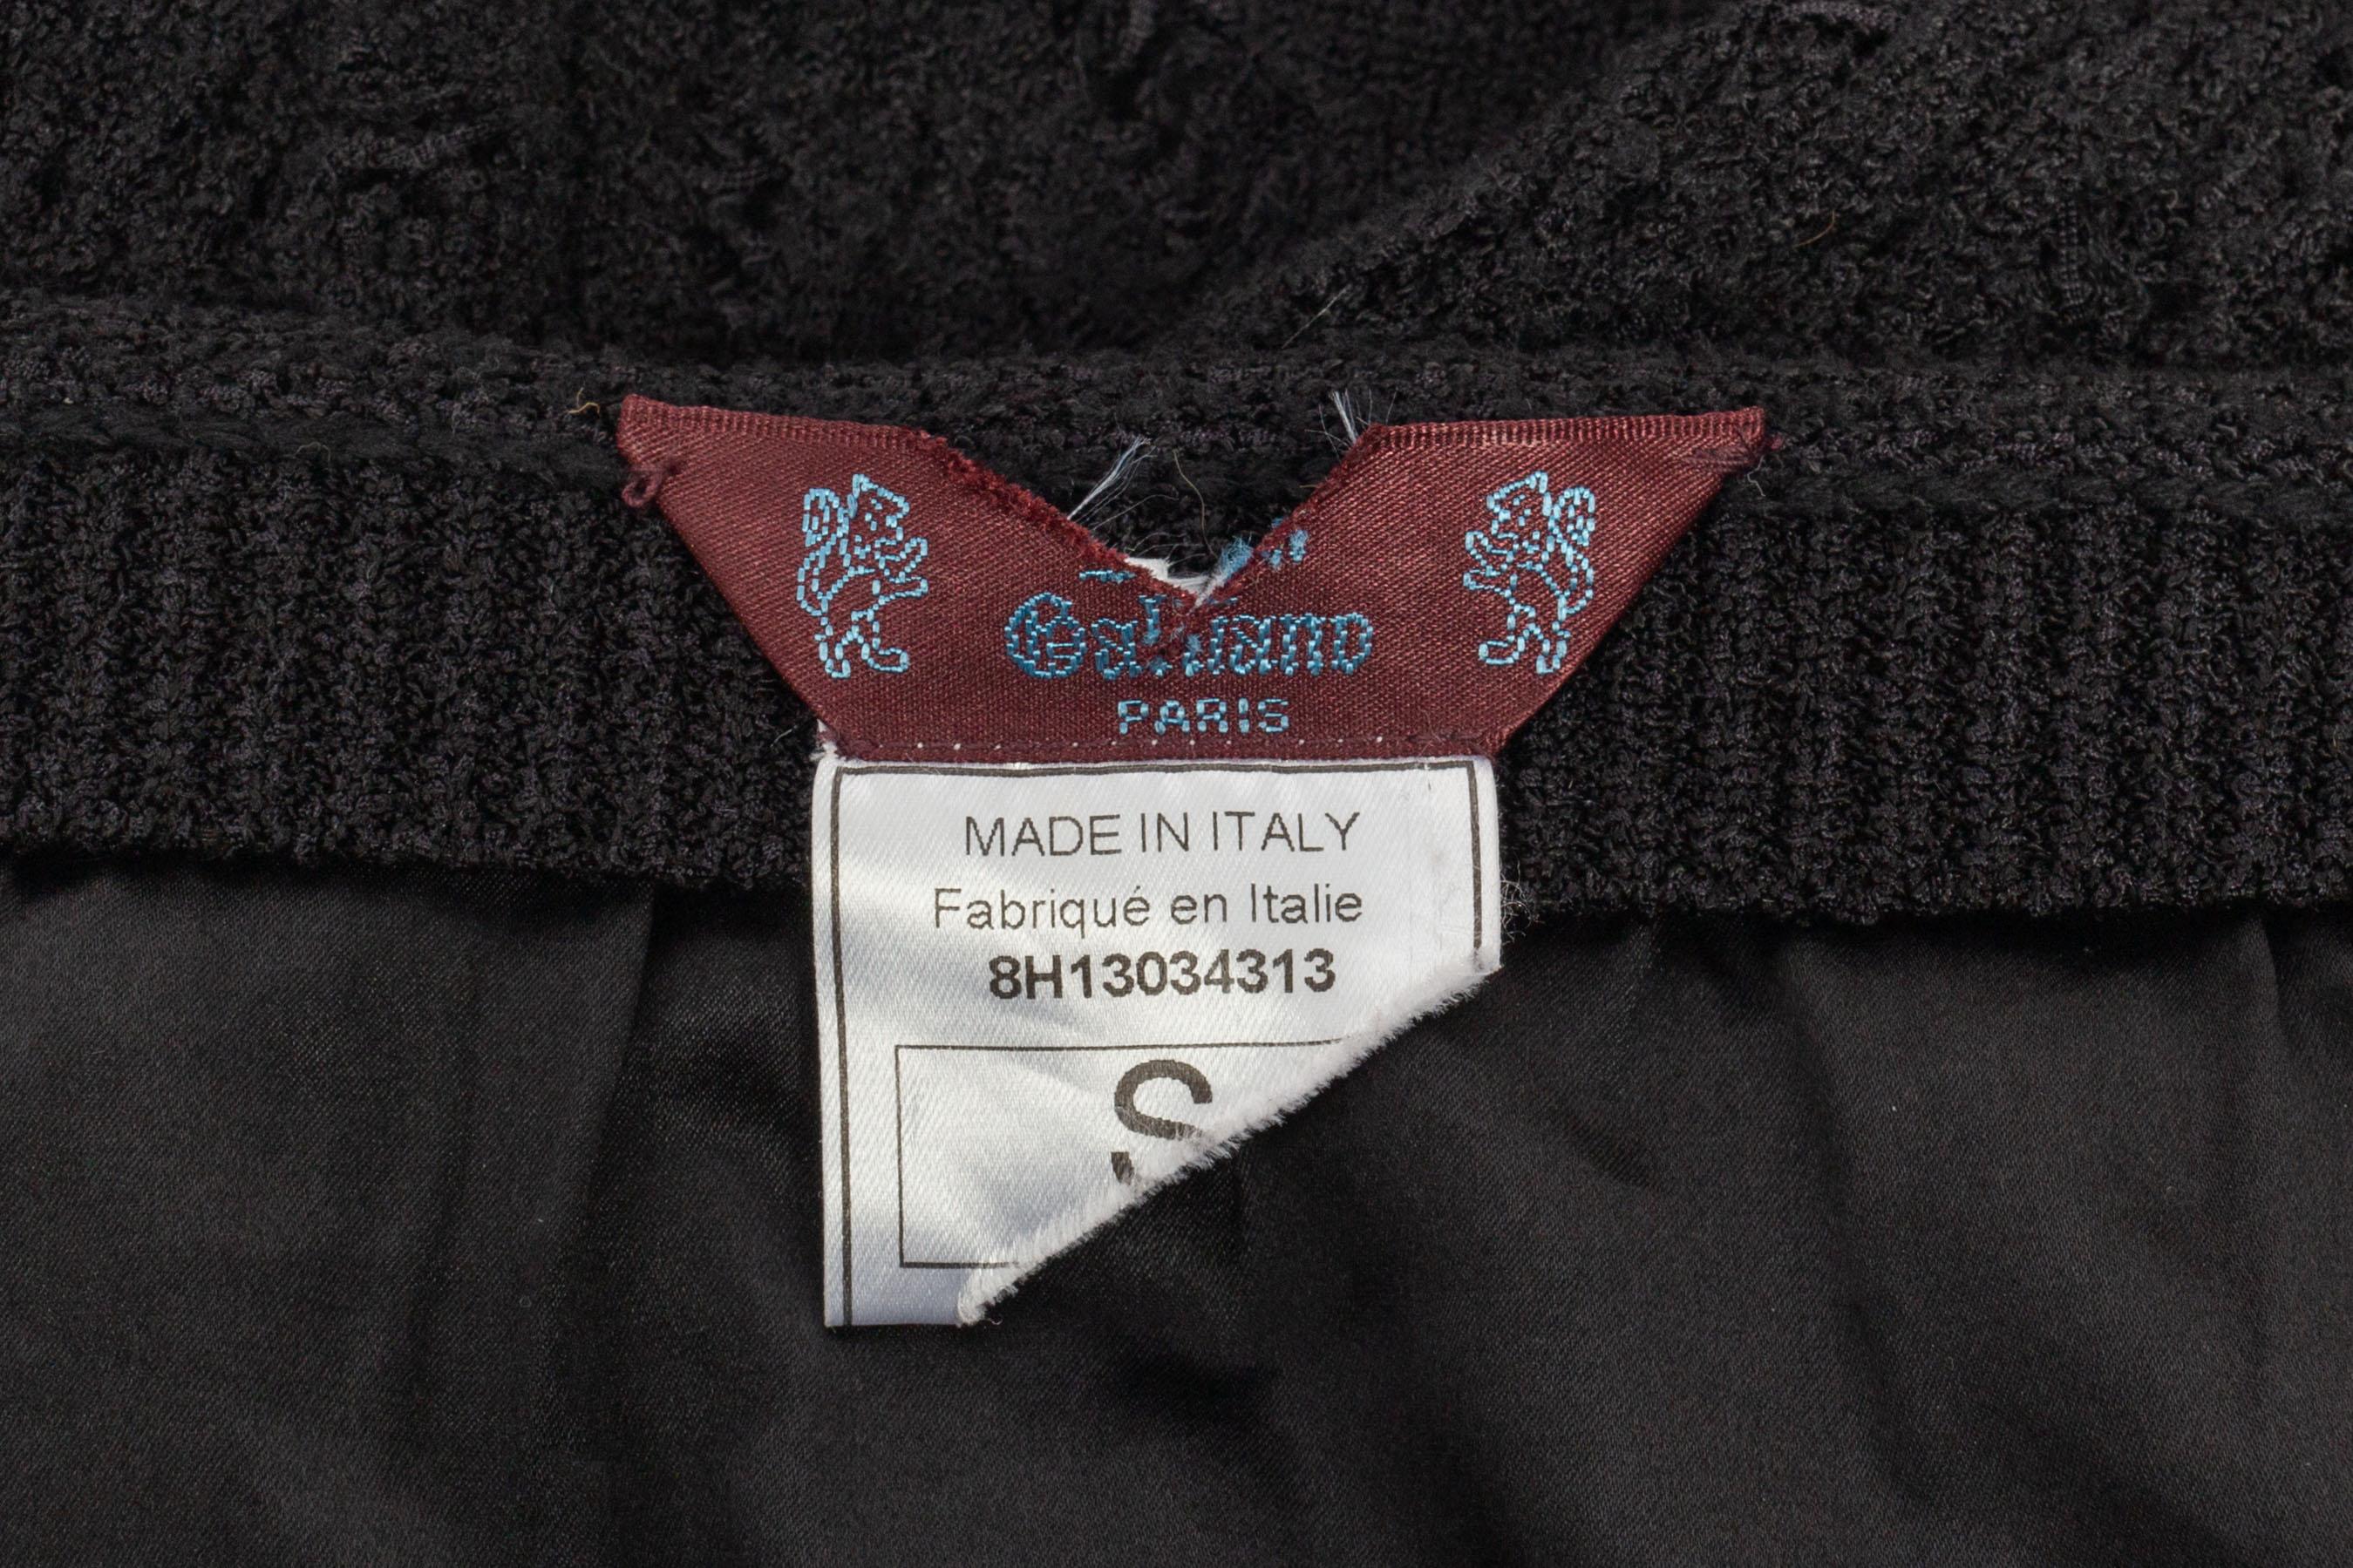 Galliano
PARIS
MADE IN ITALY
Fabriqué en Italie
8H13034313
S